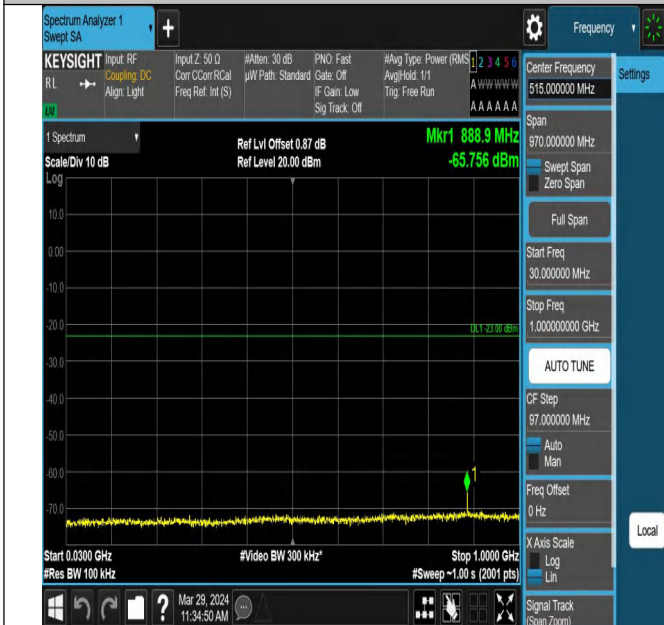 Spectrum Analyzer 1
Swept SA
+
Frequency
KEYSIGHT
RL
LXI
Input: RF
Coupling: DC
Align: Light
Input Z: 50 Ω
Corr CCorr RCal
Freq Ref: Int (S)
#Atten: 30 dB
µW Path: Standard
PNO: Fast
Gate: Off
IF Gain: Low
Sig Track: Off
#Avg Type: Power (RMS
Avg|Hold: 1/1
Trig: Free Run
1 2 3 4 5 6
A W W W W W
A A A A A A
1 Spectrum
Scale/Div 10 dB
Log
Ref Lvl Offset 0.87 dB
Ref Level 20.00 dBm
Mkr1 888.9 MHz
-65.756 dBm
10.0
0.00
-10.0
-20.0
DL1 -23.00 dBm
-30.0
-40.0
-50.0
-60.0
1
-70.0
Start 0.0300 GHz
#Res BW 100 kHz
#Video BW 300 kHz*
Stop 1.0000 GHz
#Sweep ~1.00 s (2001 pts)
Center Frequency
515.000000 MHz
Settings
Span
970.000000 MHz
Swept Span
Zero Span
Full Span
Start Freq
30.000000 MHz
Stop Freq
1.000000000 GHz
AUTO TUNE
CF Step
97.000000 MHz
Auto
Man
Freq Offset
0 Hz
X Axis Scale
Log
Lin
Local
Signal Track
(Span Zoom)
?
Mar 29, 2024
11:34:50 AM